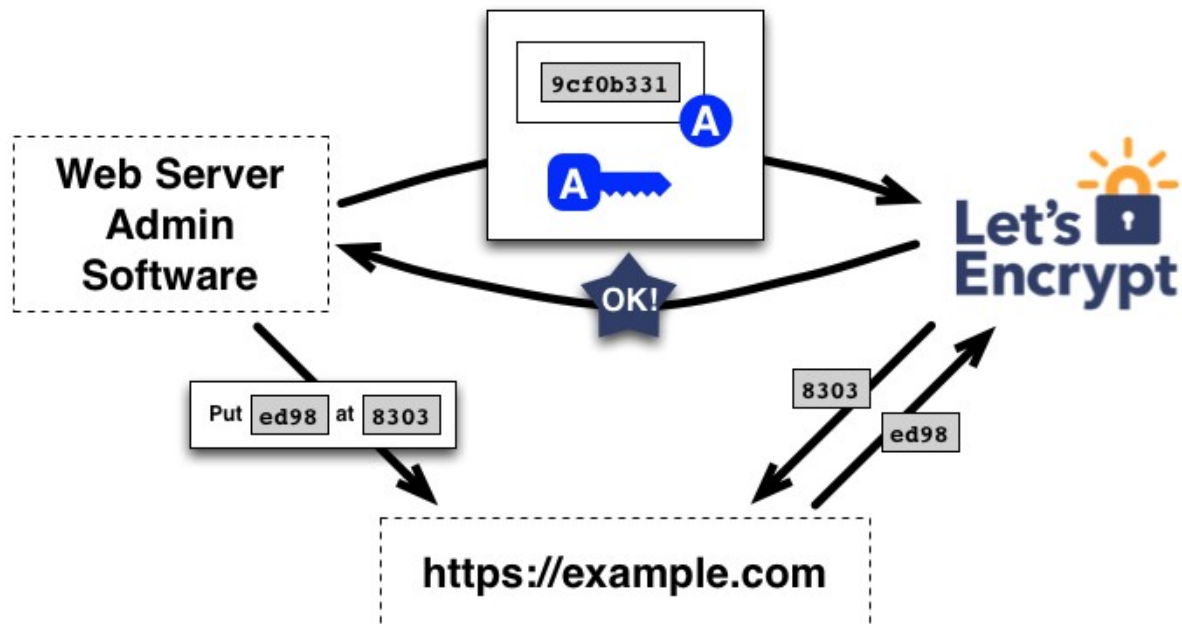 9cf0b331
A
A
Web Server
Admin
Software
Let's
Encrypt
OK!
Put ed98 at 8303
8303
ed98
https://example.com